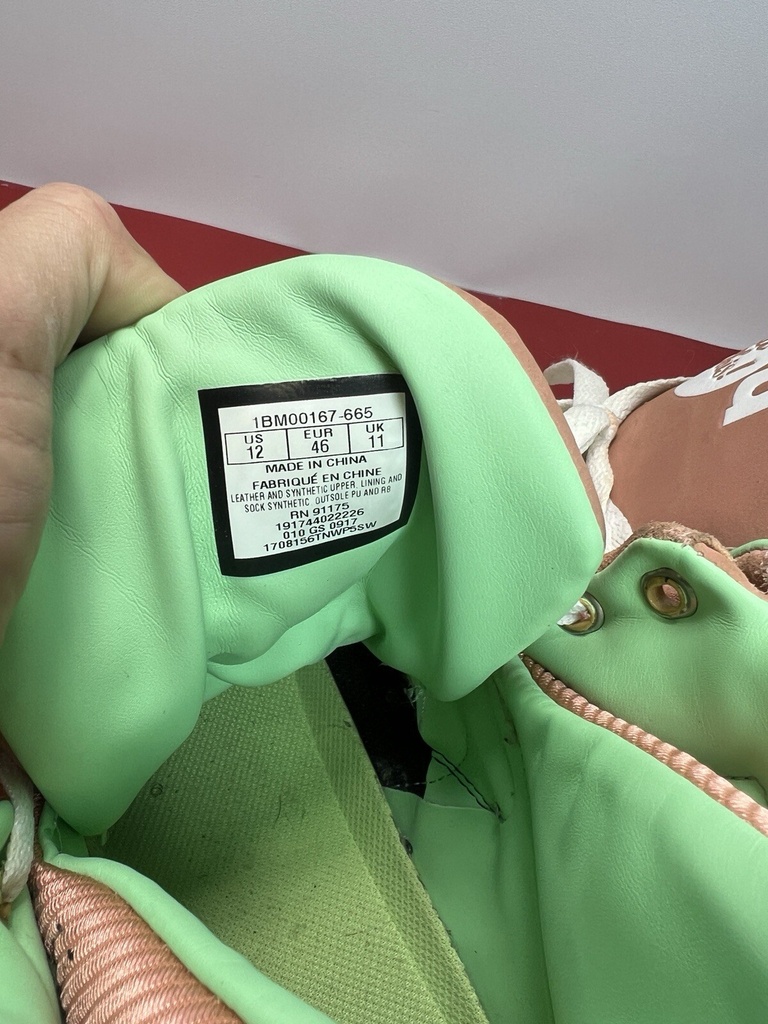 1BM00167-665
US EUR UK
12 46 11
MADE IN CHINA
FABRIQUÉ EN CHINE
LEATHER AND SYNTHETIC UPPER, LINING AND
SOCK SYNTHETIC. OUTSOLE PU AND RB
RN 91175
191744022226
010 GS 0917
1708156TNWP5SW